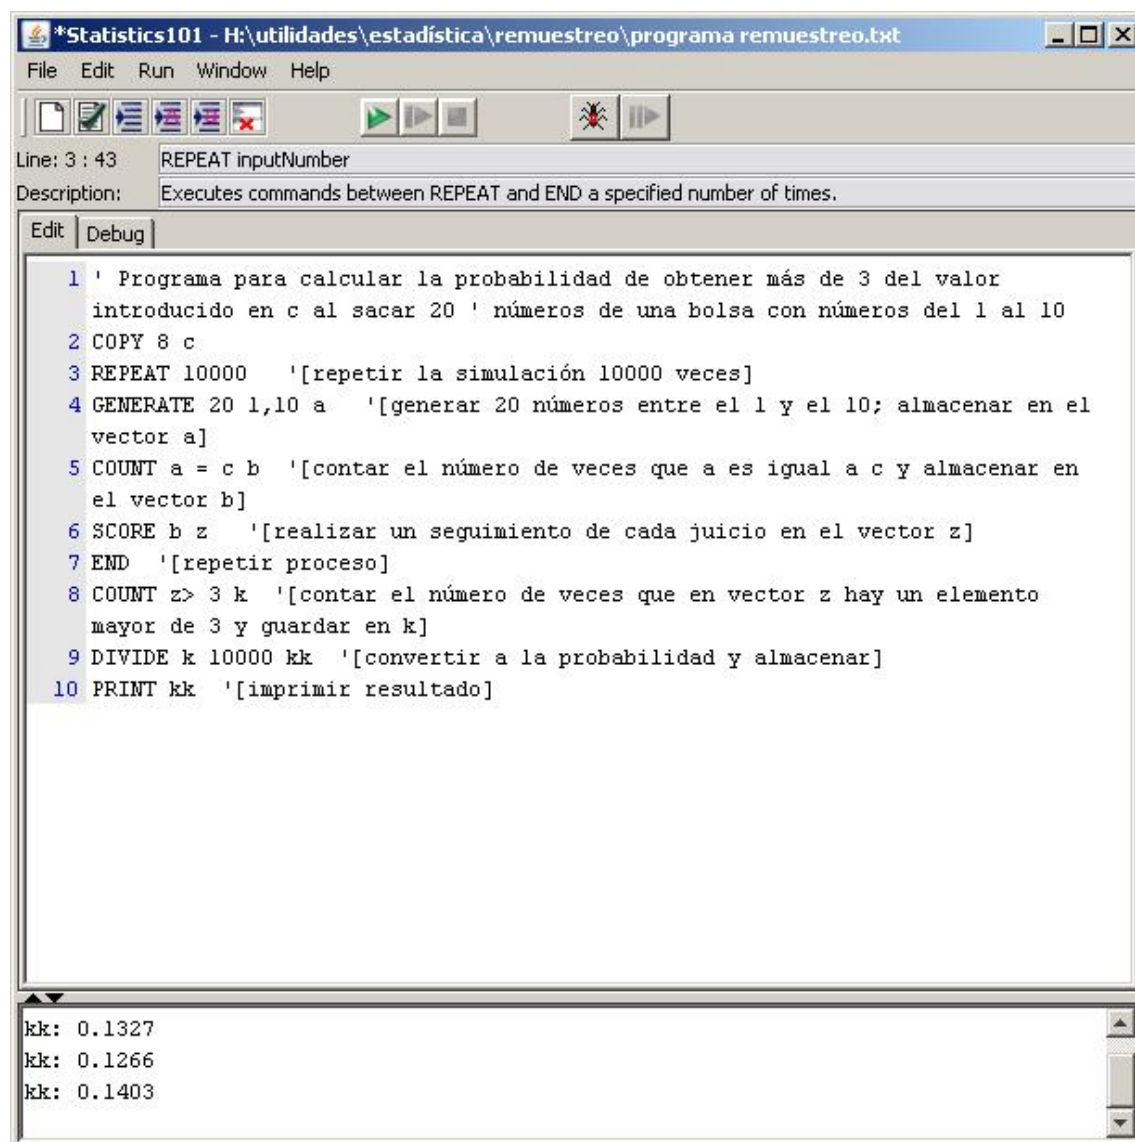 *Statistics101 - H:\utilidades\estadística\remuestreo\programa remuestreo.txt
File Edit Run Window Help
Line: 3 : 43 REPEAT inputNumber
Description: Executes commands between REPEAT and END a specified number of times.
Edit Debug
1 ' Programa para calcular la probabilidad de obtener más de 3 del valor
introducido en c al sacar 20 ' números de una bolsa con números del 1 al 10
2 COPY 8 c
3 REPEAT 10000 '[repetir la simulación 10000 veces]
4 GENERATE 20 1,10 a '[generar 20 números entre el 1 y el 10; almacenar en el
vector a]
5 COUNT a = c b '[contar el número de veces que a es igual a c y almacenar en
el vector b]
6 SCORE b z '[realizar un seguimiento de cada juicio en el vector z]
7 END '[repetir proceso]
8 COUNT z> 3 k '[contar el número de veces que en vector z hay un elemento
mayor de 3 y guardar en k]
9 DIVIDE k 10000 kk '[convertir a la probabilidad y almacenar]
10 PRINT kk '[imprimir resultado]
kk: 0.1327
kk: 0.1266
kk: 0.1403